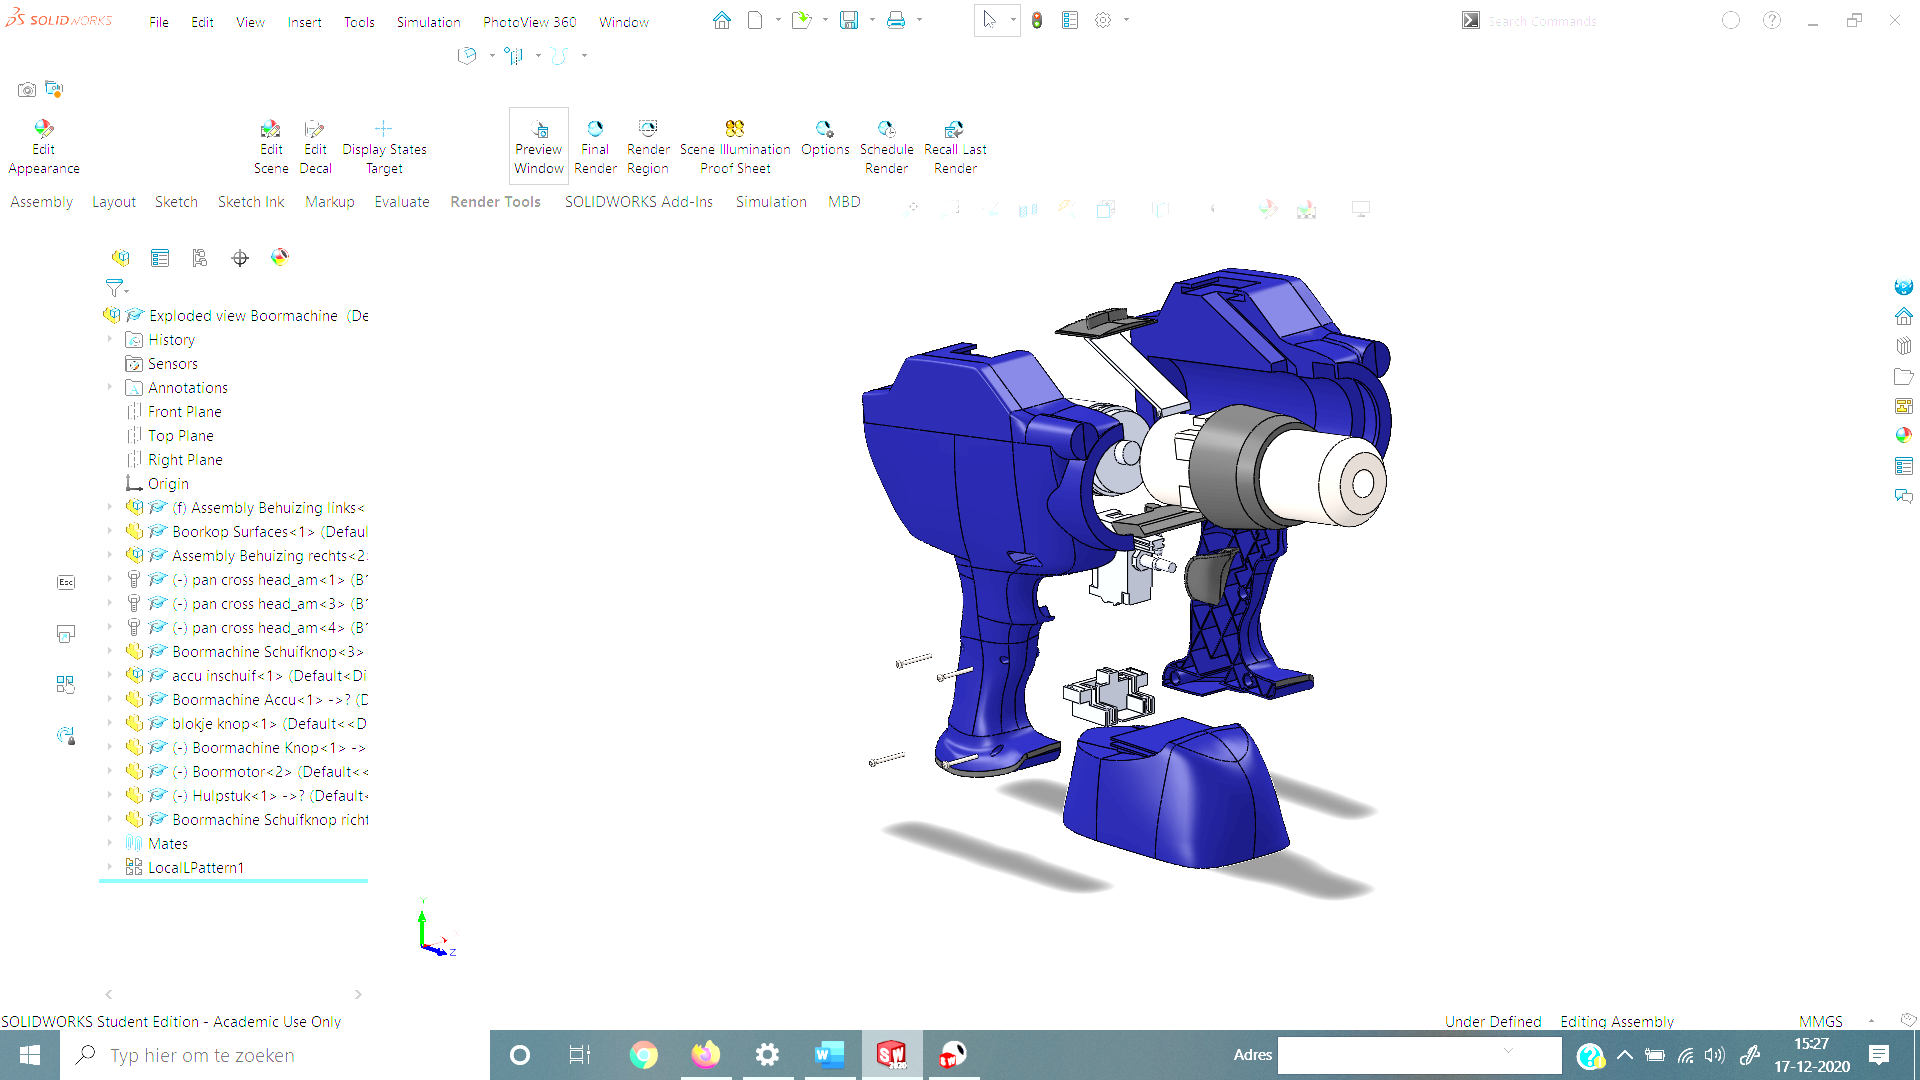 SOLIDWORKS File Edit View Insert Tools Simulation PhotoView 360 Window Search Commands
Edit Appearance
Edit Scene
Edit Decal
Display States Target
Preview Window
Final Render
Render Region
Scene Illumination Proof Sheet
Options
Schedule Render
Recall Last Render
Assembly Layout Sketch Sketch Ink Markup Evaluate Render Tools SOLIDWORKS Add-Ins Simulation MBD
Exploded view Boormachine (De
History
Sensors
Annotations
Front Plane
Top Plane
Right Plane
Origin
(f) Assembly Behuizing links<
Boorkop Surfaces<1> (Defaul
Assembly Behuizing rechts<2>
(-) pan cross head_am<1> (B
(-) pan cross head_am<3> (B
(-) pan cross head_am<4> (B
Boormachine Schuifknop<3>
accu inschuif<1> (Default<Di
Boormachine Accu<1> ->? (D
blokje knop<1> (Default<<D
(-) Boormachine Knop<1> ->
(-) Boormotor<2> (Default<<
(-) Hulpstuk<1> ->? (Default<
Boormachine Schuifknop richt
Mates
LocalLPattern1
Esc
Y
Z
SOLIDWORKS Student Edition - Academic Use Only
Under Defined Editing Assembly MMGS
Typ hier om te zoeken
Adres
15:27
17-12-2020